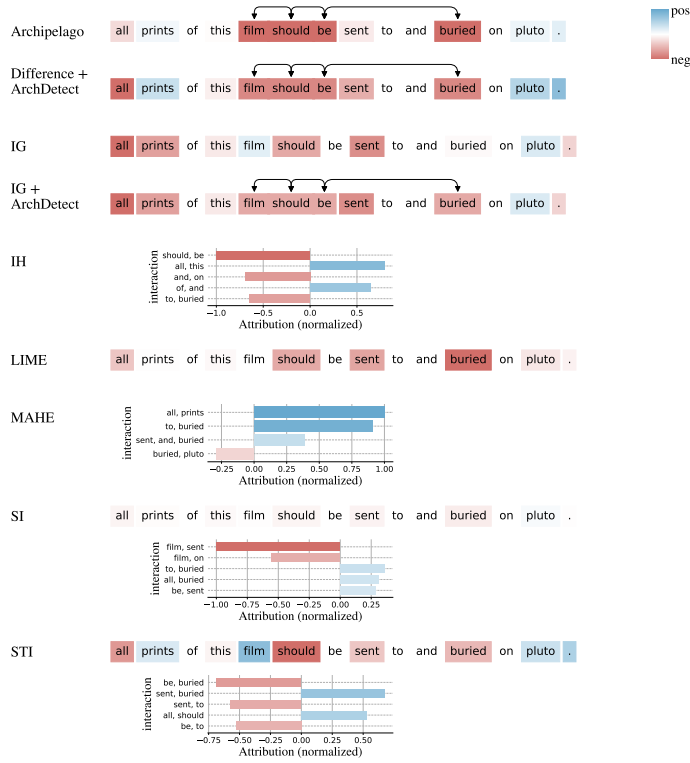 pos
neg
Archipelago
all prints of this film should be sent to and buried on pluto .
Difference +
ArchDetect
all prints of this film should be sent to and buried on pluto .
IG
all prints of this film should be sent to and buried on pluto .
IG +
ArchDetect
all prints of this film should be sent to and buried on pluto .
IH
interaction
should, be
all, this
and, on
of, and
to, buried
−1.0 −0.5 0.0 0.5
Attribution (normalized)
LIME
all prints of this film should be sent to and buried on pluto .
MAHE
interaction
all, prints
to, buried
sent, and, buried
buried, pluto
−0.25 0.00 0.25 0.50 0.75 1.00
Attribution (normalized)
SI
all prints of this film should be sent to and buried on pluto .
interaction
film, sent
film, on
to, buried
all, buried
be, sent
−1.00 −0.75 −0.50 −0.25 0.00 0.25
Attribution (normalized)
STI
all prints of this film should be sent to and buried on pluto .
interaction
be, buried
sent, buried
sent, to
all, should
be, to
−0.75 −0.50 −0.25 0.00 0.25 0.50
Attribution (normalized)